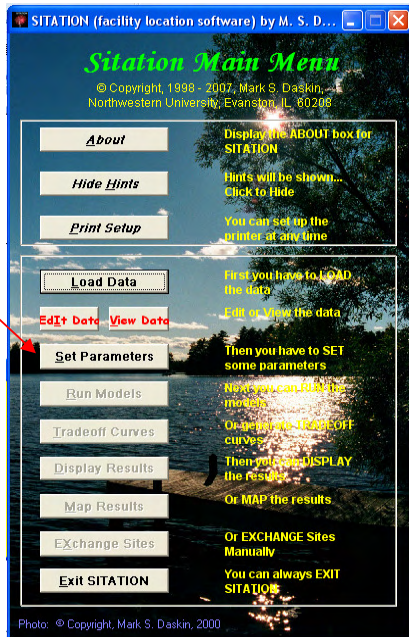 SITATION (facility location software) by M. S. D...
Sitation Main Menu
© Copyright, 1998 - 2007, Mark S. Daskin,
Northwestern University, Evanston, IL, 60208
About
Display the ABOUT box for
SITATION
Hide Hints
Hints will be shown...
Click to Hide
Print Setup
You can set up the
printer at any time
Load Data
First you have to LOAD
the data
EdIt Data View Data
Edit or View the data
Set Parameters
Then you have to SET
some parameters
Run Models
Next you can RUN the
models
Tradeoff Curves
Or generate TRADEOFF
curves
Display Results
Then you can DISPLAY
the results
Map Results
Or MAP the results
EXchange Sites
Or EXCHANGE Sites
Manually
Exit SITATION
You can always EXIT
SITATION
Photo: © Copyright, Mark S. Daskin, 2000